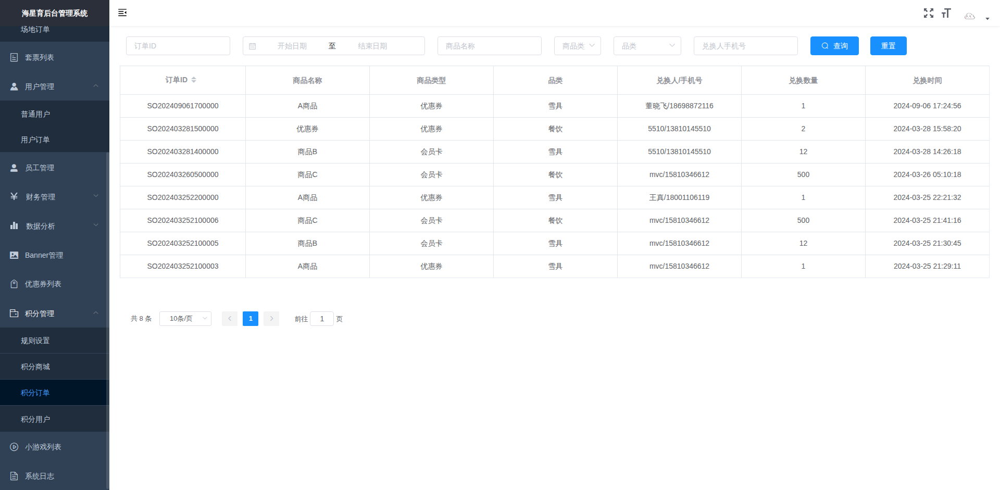 海星育后台管理系统
场地订单
套票列表
用户管理
普通用户
用户订单
员工管理
财务管理
数据分析
Banner管理
优惠券列表
积分管理
规则设置
积分商城
积分订单
积分用户
小游戏列表
系统日志
订单ID 开始日期 至 结束日期 商品名称 商品类 品类 兑换人手机号 查询 重置
订单ID 商品名称 商品类型 品类 兑换人/手机号 兑换数量 兑换时间
SO202409061700000 A商品 优惠券 雪具 董晓飞/18698872116 1 2024-09-06 17:24:56
SO202403281500000 优惠券 优惠券 餐饮 5510/13810145510 2 2024-03-28 15:58:20
SO202403281400000 商品B 会员卡 雪具 5510/13810145510 12 2024-03-28 14:26:18
SO202403260500000 商品C 会员卡 餐饮 mvc/15810346612 500 2024-03-26 05:10:18
SO202403252200000 A商品 优惠券 雪具 王真/18001106119 1 2024-03-25 22:21:32
SO202403252100006 商品C 会员卡 餐饮 mvc/15810346612 500 2024-03-25 21:41:16
SO202403252100005 商品B 会员卡 雪具 mvc/15810346612 12 2024-03-25 21:30:45
SO202403252100003 A商品 优惠券 雪具 mvc/15810346612 1 2024-03-25 21:29:11
共 8 条 10条/页 1 前往 1 页